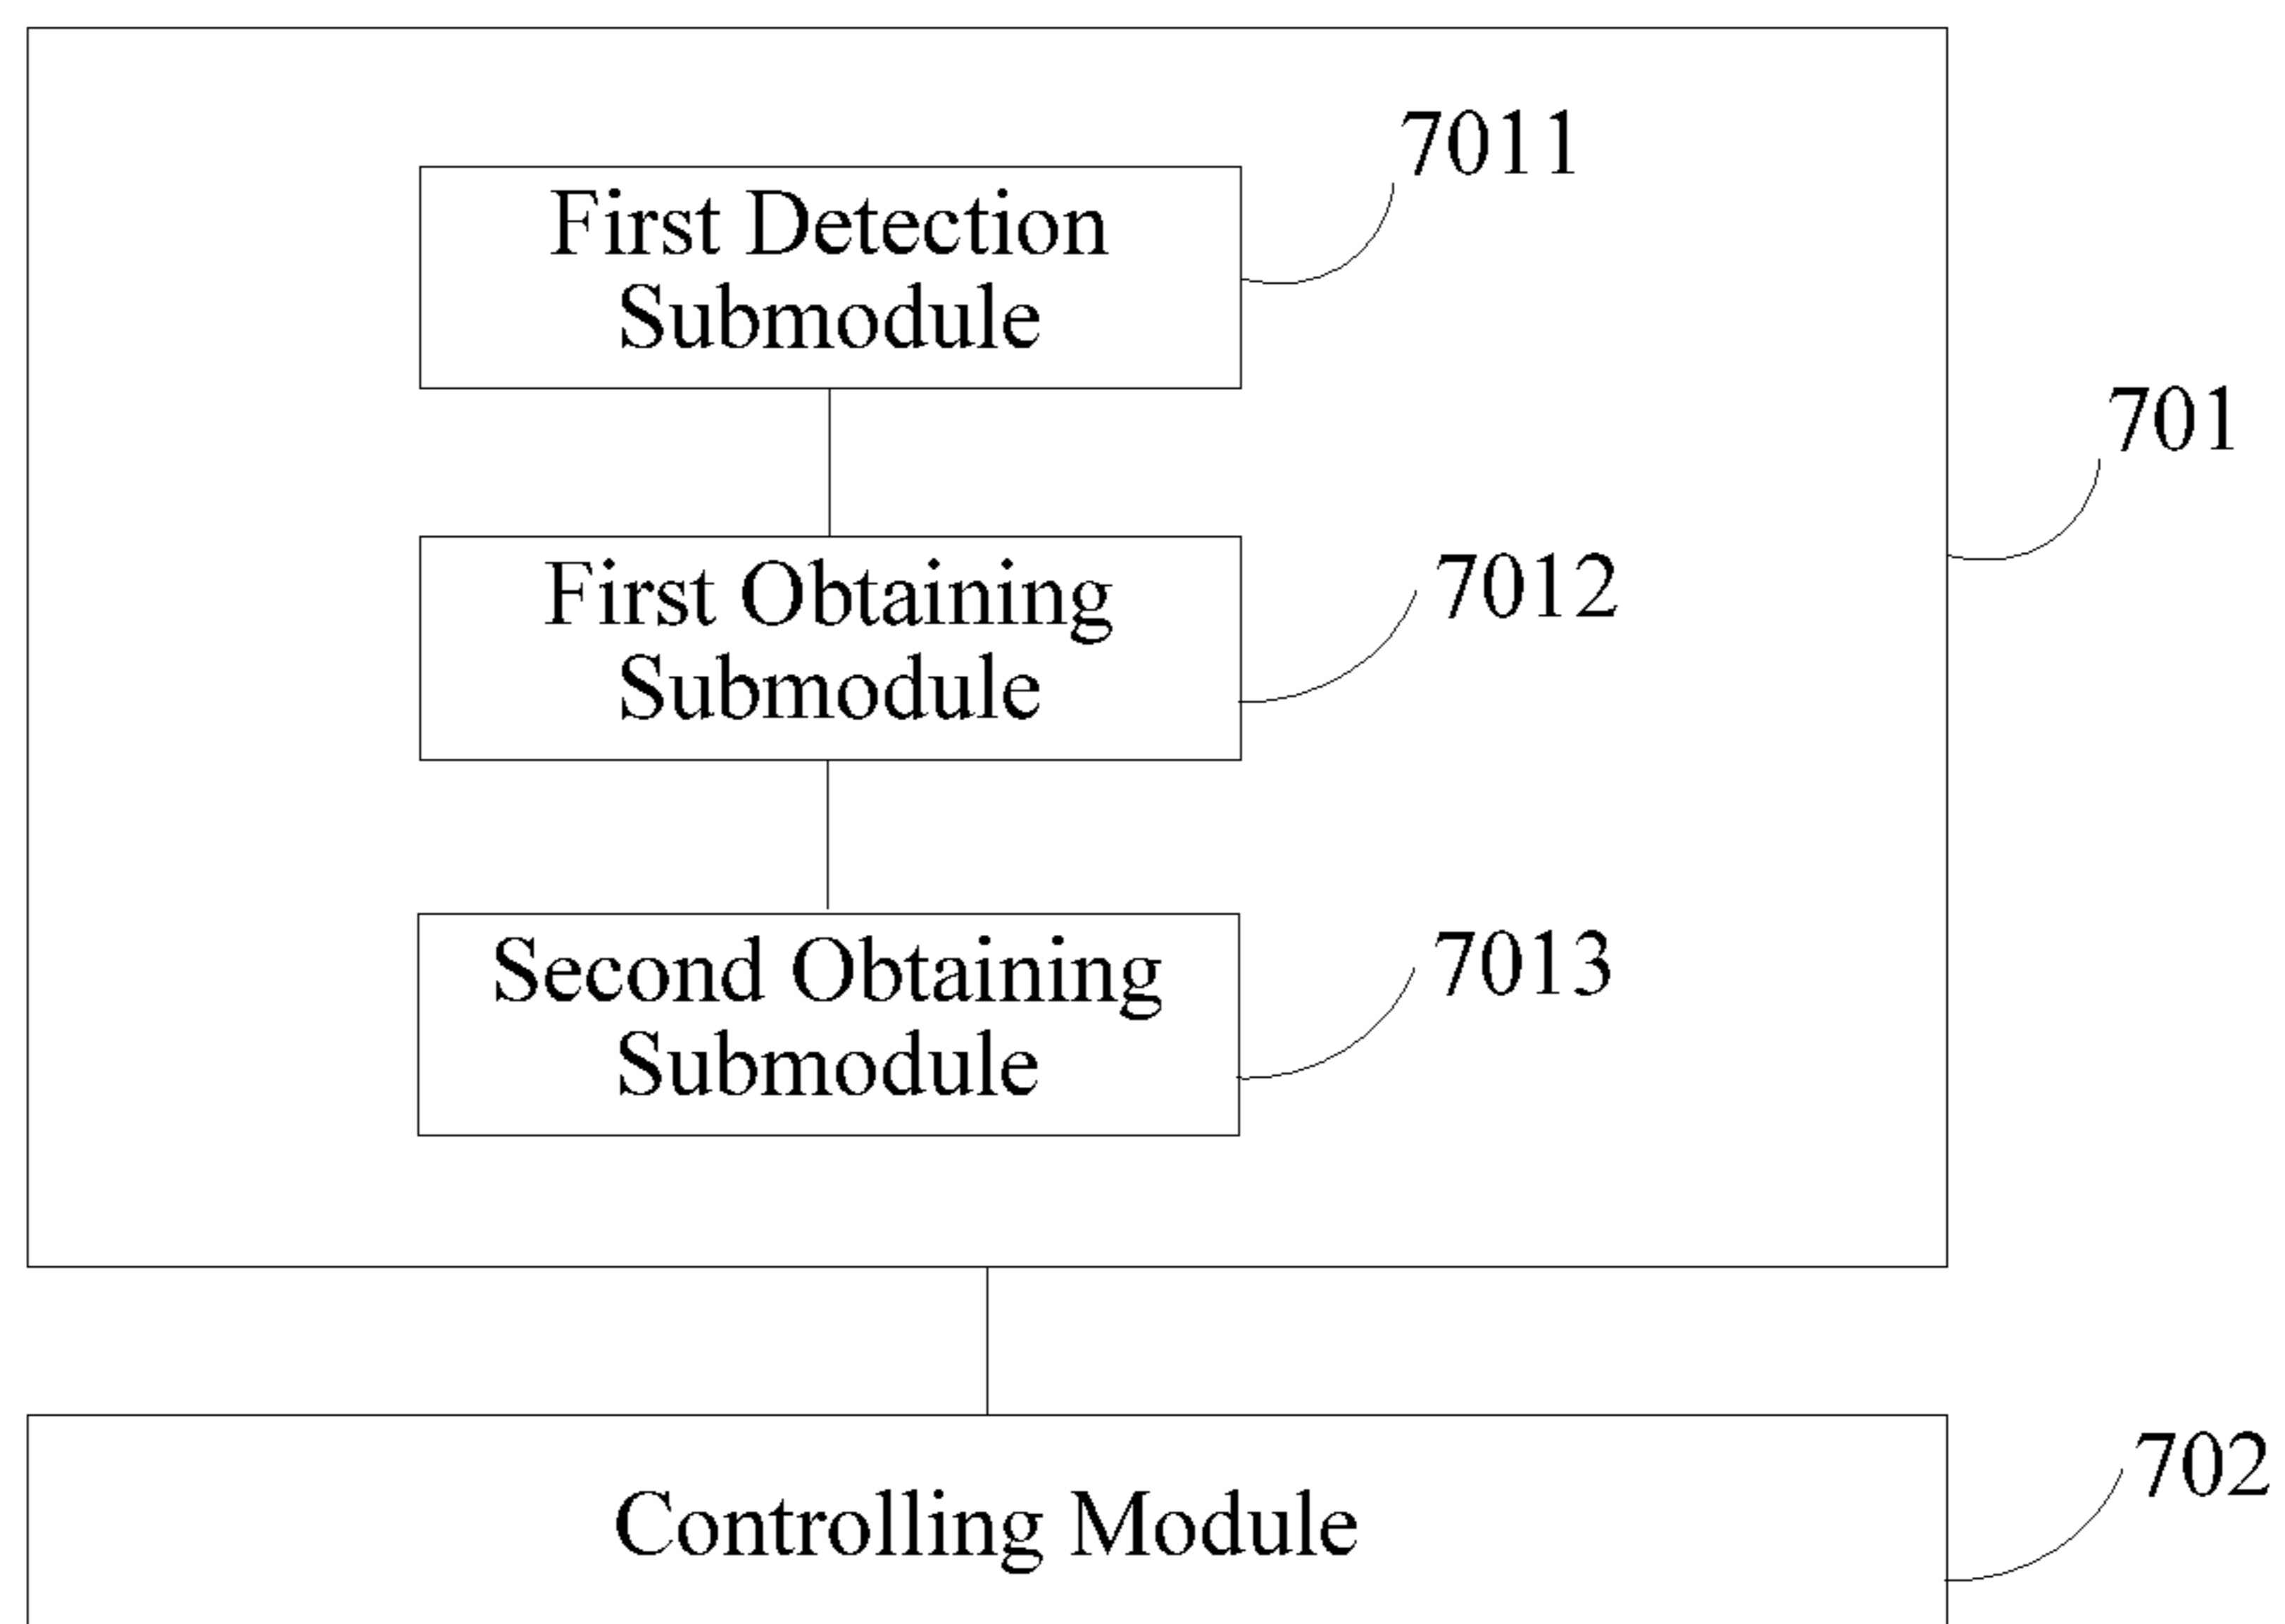 7011
First Detection
Submodule
701
7012
First Obtaining
Submodule
7013
Second Obtaining
Submodule
702
Controlling Module